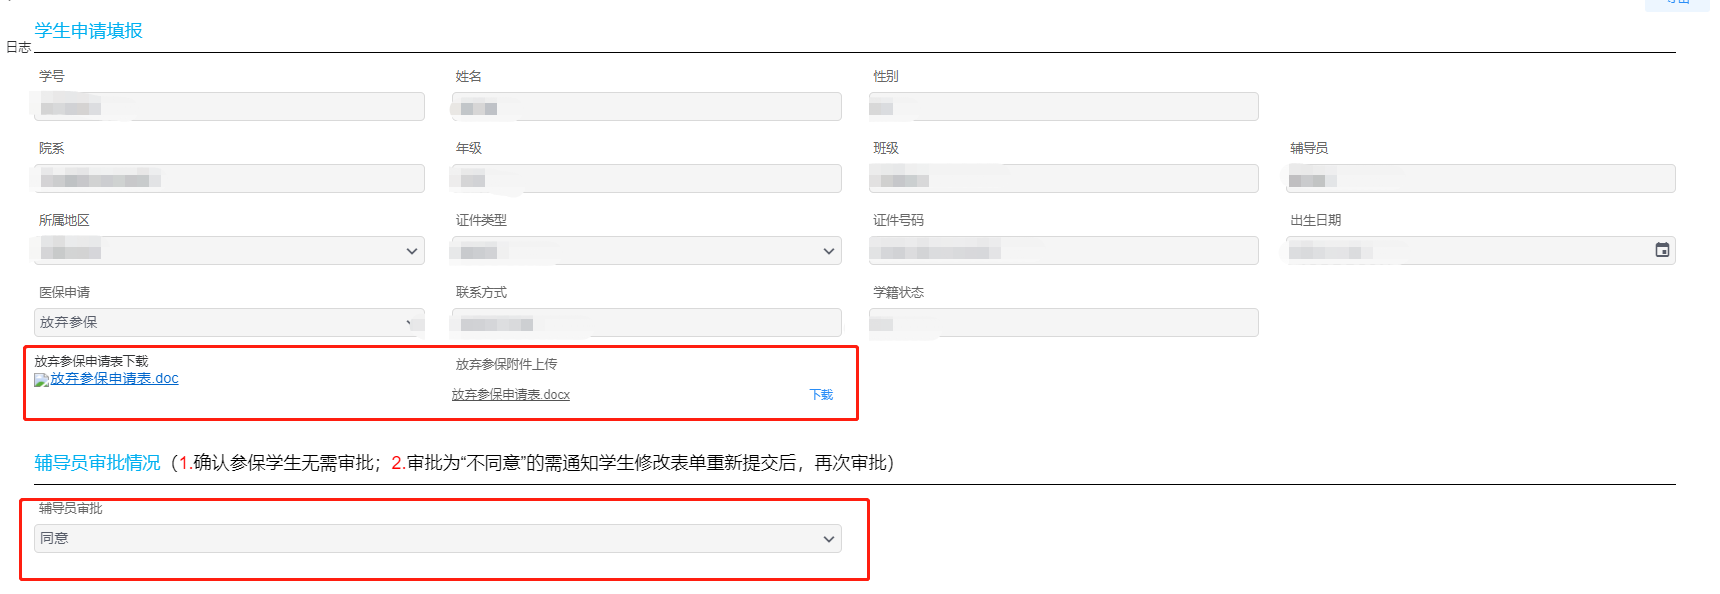 导出
学生申请填报
日志
学号 姓名 性别
院系 年级 班级 辅导员
所属地区 证件类型 证件号码 出生日期
医保申请 联系方式 学籍状态
放弃参保
放弃参保申请表下载 放弃参保附件上传
放弃参保申请表.doc
放弃参保申请表.docx 下载
辅导员审批情况（1.确认参保学生无需审批；2.审批为“不同意”的需通知学生修改表单重新提交后，再次审批）
辅导员审批
同意